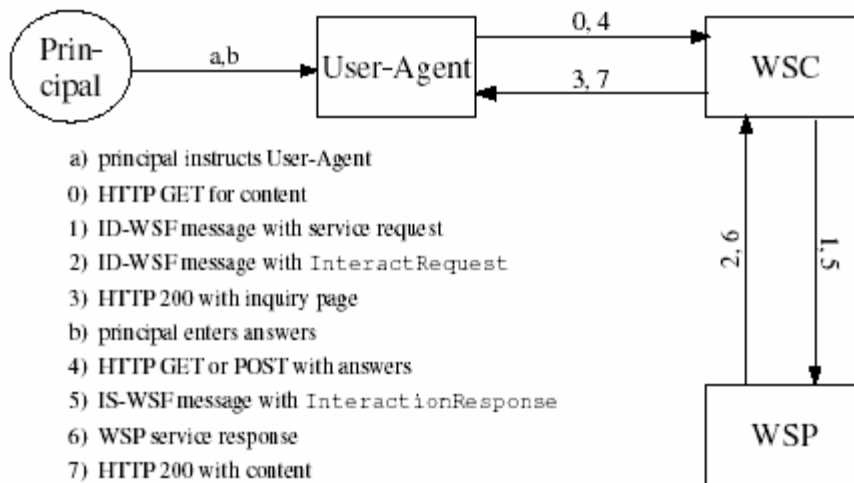 Prin-
cipal
a,b
User-Agent
0, 4
3, 7
WSC
2, 6
1,5
WSP
a) principal instructs User-Agent
0) HTTP GET for content
1) ID-WSF message with service request
2) ID-WSF message with InteractRequest
3) HTTP 200 with inquiry page
b) principal enters answers
4) HTTP GET or POST with answers
5) IS-WSF message with InteractionResponse
6) WSP service response
7) HTTP 200 with content